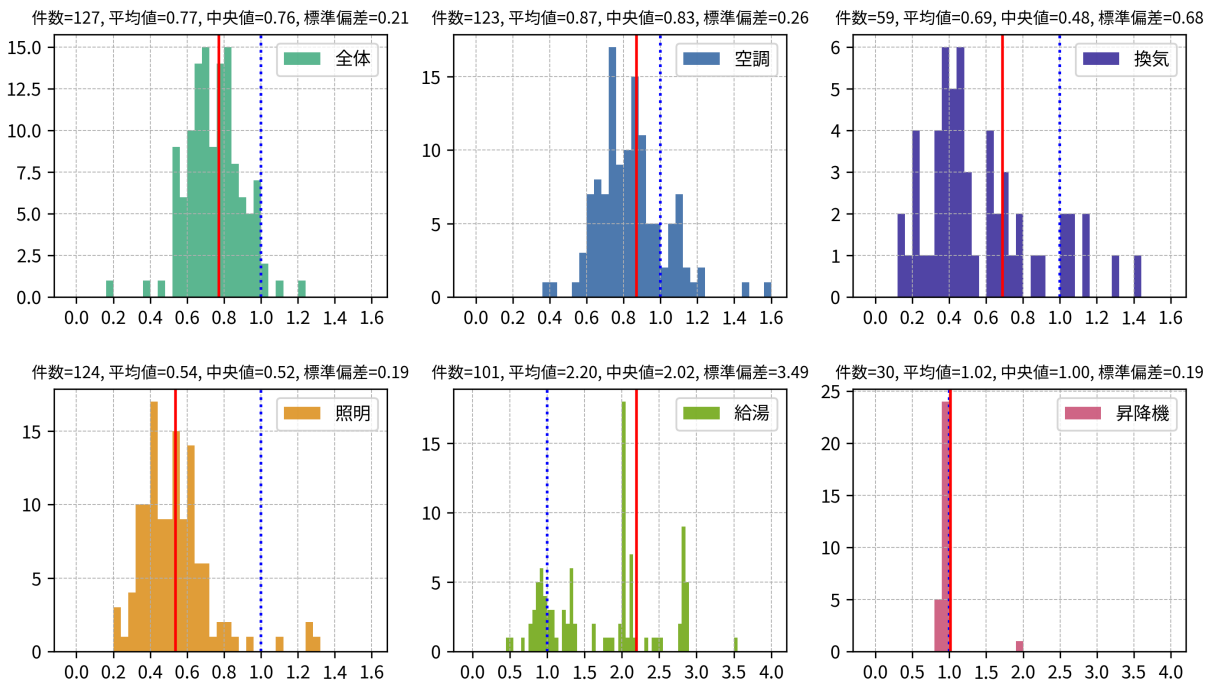 件数=127, 平均値=0.77, 中央値=0.76, 標準偏差=0.21
全体
15.0
12.5
10.0
7.5
5.0
2.5
0.0
0.0 0.2 0.4 0.6 0.8 1.0 1.2 1.4 1.6
件数=123, 平均値=0.87, 中央値=0.83, 標準偏差=0.26
空調
15
10
5
0
0.0 0.2 0.4 0.6 0.8 1.0 1.2 1.4 1.6
件数=59, 平均値=0.69, 中央値=0.48, 標準偏差=0.68
換気
6
5
4
3
2
1
0
0.0 0.2 0.4 0.6 0.8 1.0 1.2 1.4 1.6
件数=124, 平均値=0.54, 中央値=0.52, 標準偏差=0.19
照明
15
10
5
0
0.0 0.2 0.4 0.6 0.8 1.0 1.2 1.4 1.6
件数=101, 平均値=2.20, 中央値=2.02, 標準偏差=3.49
給湯
15
10
5
0
0.0 0.5 1.0 1.5 2.0 2.5 3.0 3.5 4.0
件数=30, 平均値=1.02, 中央値=1.00, 標準偏差=0.19
昇降機
25
20
15
10
5
0
0.0 0.5 1.0 1.5 2.0 2.5 3.0 3.5 4.0